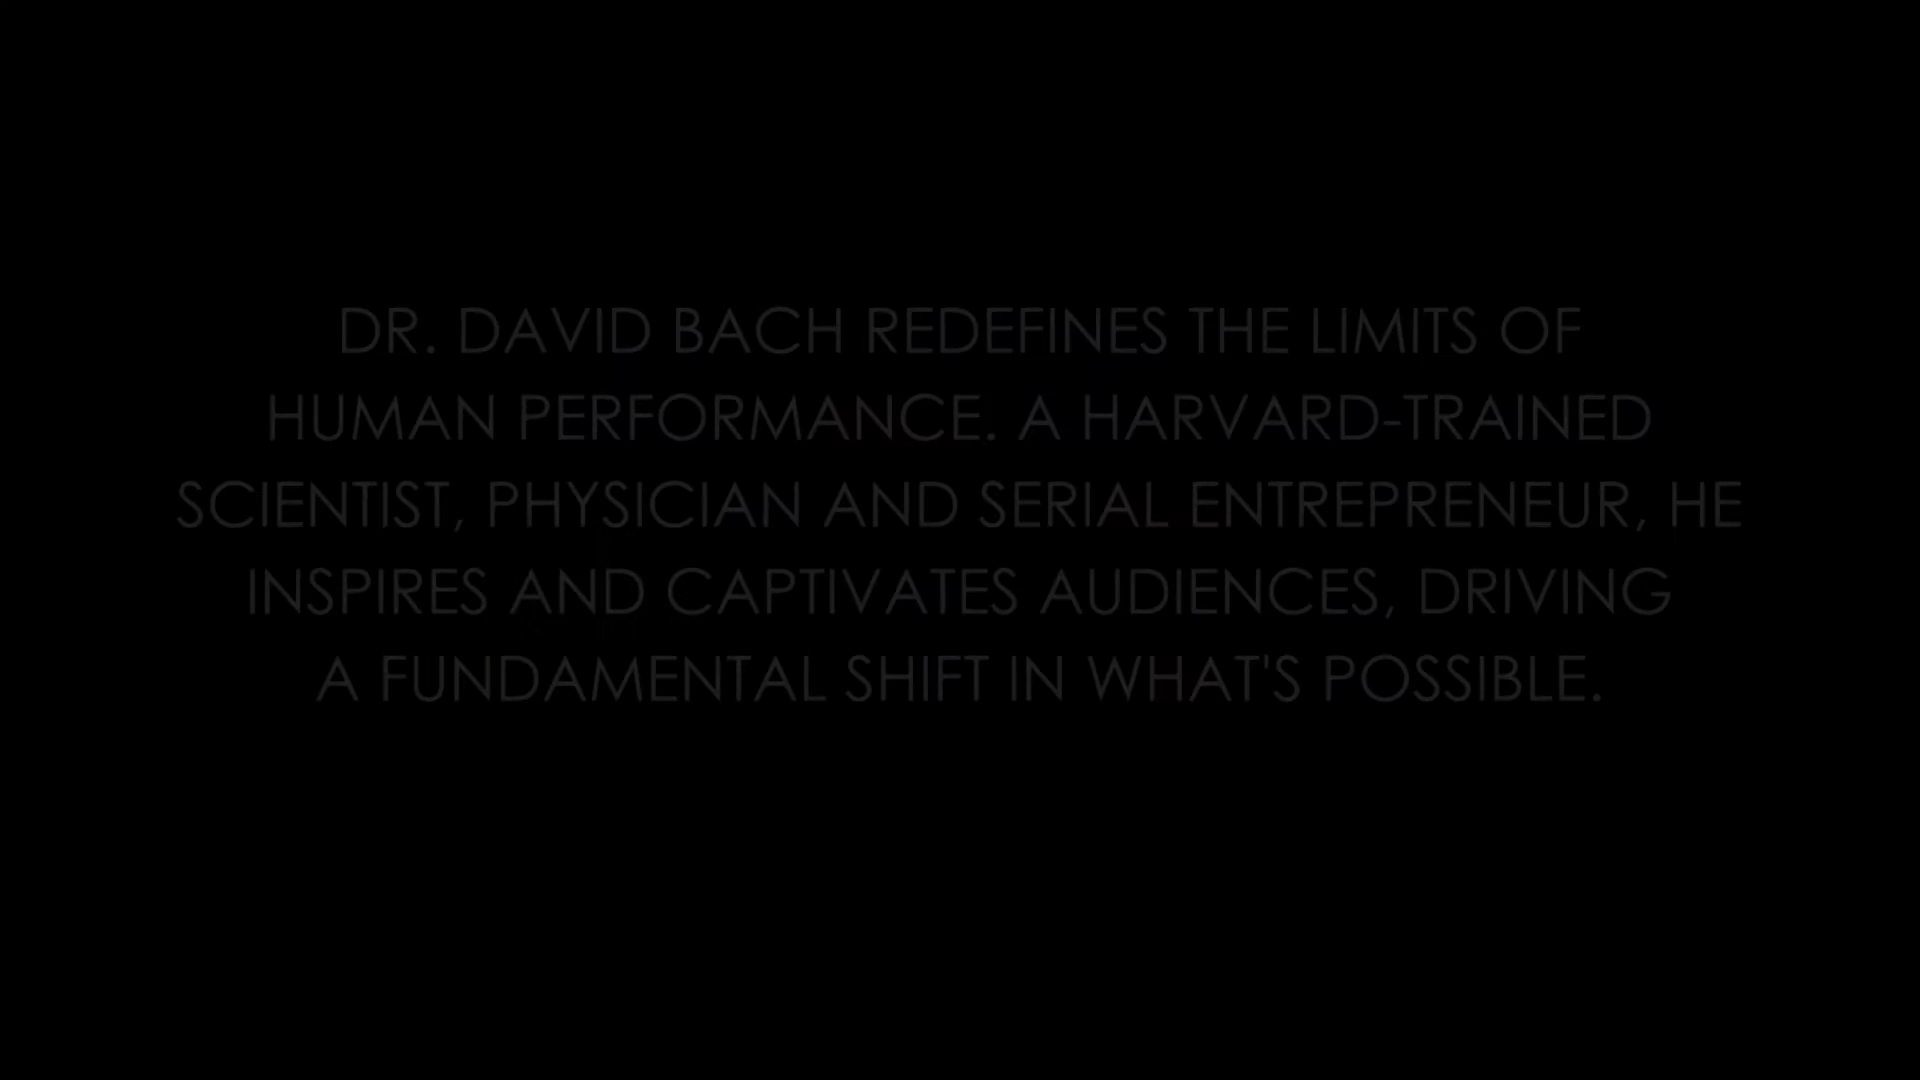 DR. DAVID BACH REDEFINES THE LIMITS OF
HUMAN PERFORMANCE. A HARVARD-TRAINED
SCIENTIST, PHYSICIAN AND SERIAL ENTREPRENEUR, HE
INSPIRES AND CAPTIVATES AUDIENCES, DRIVING
A FUNDAMENTAL SHIFT IN WHAT'S POSSIBLE.